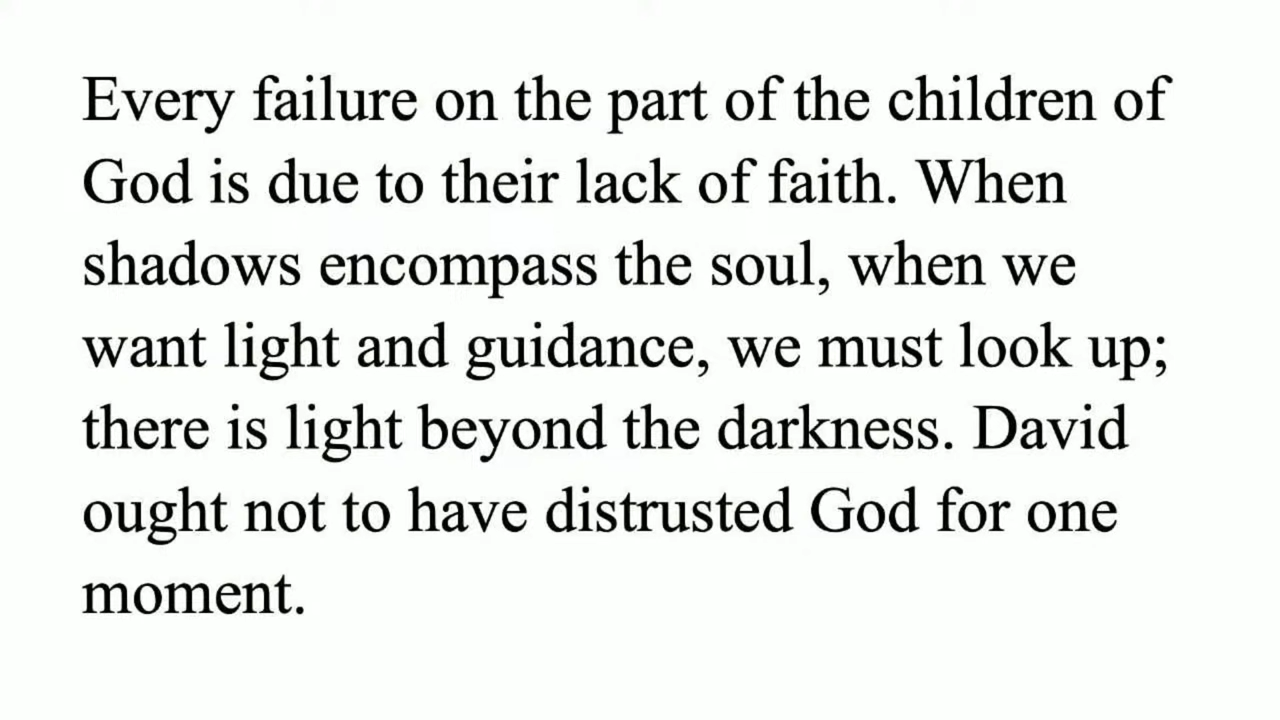 Every failure on the part of the children of
God is due to their lack of faith. When
shadows encompass the soul, when we
want light and guidance, we must look up;
there is light beyond the darkness. David
ought not to have distrusted God for one
moment.